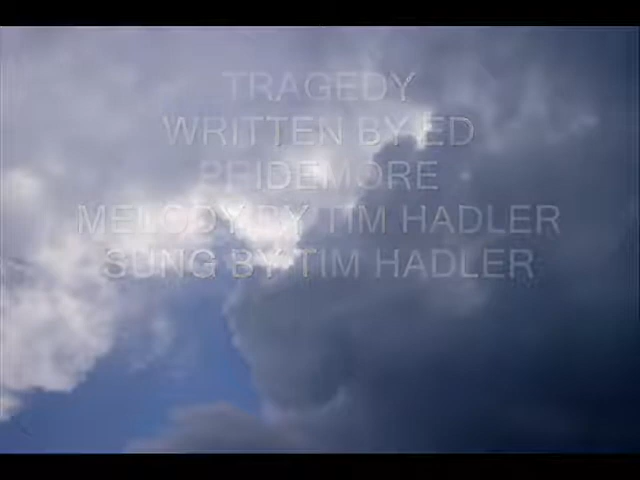 TRAGEDY
WRITTEN BY ED
PRIDEMORE
MELODY BY TIM HADLER
SUNG BY TIM HADLER